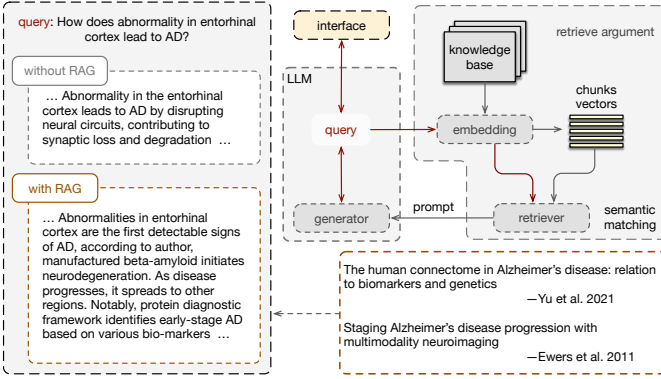 query: How does abnormality in entorhinal
cortex lead to AD?
without RAG
... Abnormality in the entorhinal
cortex leads to AD by disrupting
neural circuits, contributing to
synaptic loss and degradation ...
with RAG
... Abnormalities in entorhinal
cortex are the first detectable signs
of AD, according to author,
manufactured beta-amyloid initiates
neurodegeneration. As disease
progresses, it spreads to other
regions. Notably, protein diagnostic
framework identifies early-stage AD
based on various bio-markers ...
interface
LLM
query
generator
prompt
retrieve argument
knowledge
base
embedding
chunks
vectors
retriever
semantic
matching
The human connectome in Alzheimer's disease: relation
to biomarkers and genetics
—Yu et al. 2021
Staging Alzheimer's disease progression with
multimodality neuroimaging
—Ewers et al. 2011